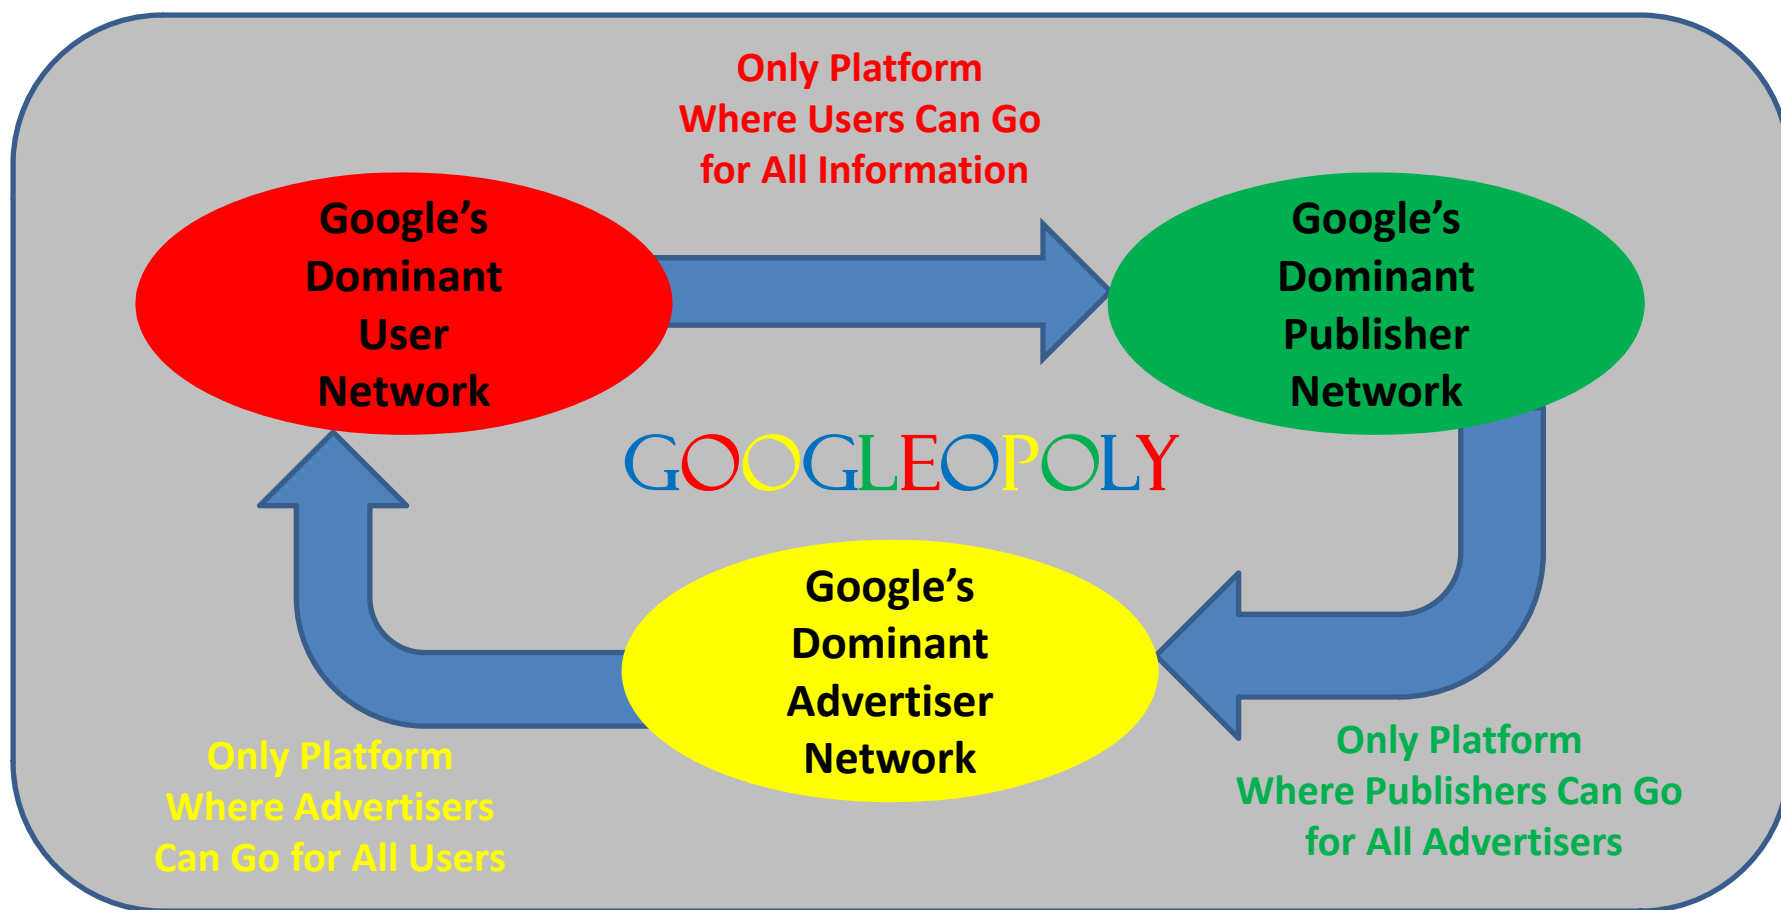 Only Platform
Where Users Can Go
for All Information
Google’s
Dominant
User
Network
Google’s
Dominant
Publisher
Network
GOOGLEOPOLY
Google’s
Dominant
Advertiser
Network
Only Platform
Where Advertisers
Can Go for All Users
Only Platform
Where Publishers Can Go
for All Advertisers